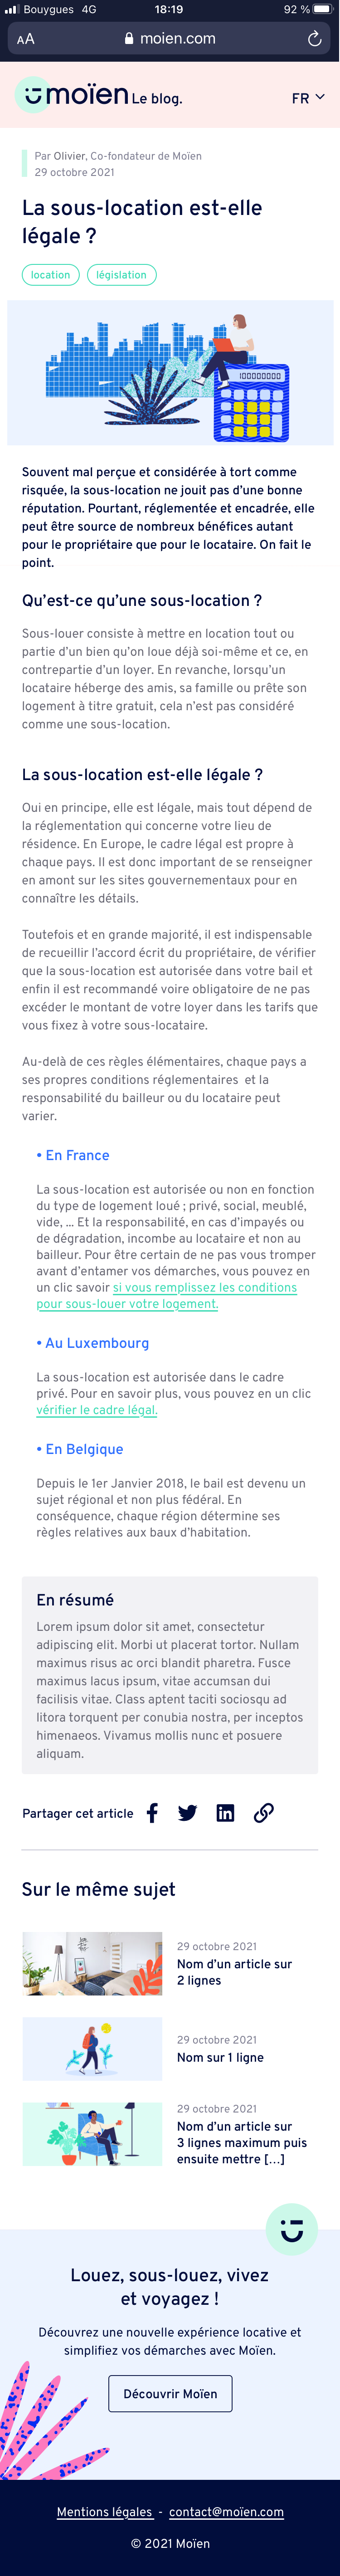 Bouygues 4G 18:19 92 %
AA moien.com
moïen Le blog. FR
Par Olivier, Co-fondateur de Moïen
29 octobre 2021
La sous-location est-elle
légale ?
location législation
Souvent mal perçue et considérée à tort comme
risquée, la sous-location ne jouit pas d’une bonne
réputation. Pourtant, réglementée et encadrée, elle
peut être source de nombreux bénéfices autant
pour le propriétaire que pour le locataire. On fait le
point.
Qu’est-ce qu’une sous-location ?
Sous-louer consiste à mettre en location tout ou
partie d’un bien qu’on loue déjà soi-même et ce, en
contrepartie d’un loyer. En revanche, lorsqu’un
locataire héberge des amis, sa famille ou prête son
logement à titre gratuit, cela n’est pas considéré
comme une sous-location.
La sous-location est-elle légale ?
Oui en principe, elle est légale, mais tout dépend de
la réglementation qui concerne votre lieu de
résidence. En Europe, le cadre légal est propre à
chaque pays. Il est donc important de se renseigner
en amont sur les sites gouvernementaux pour en
connaître les détails.
Toutefois et en grande majorité, il est indispensable
de recueillir l’accord écrit du propriétaire, de vérifier
que la sous-location est autorisée dans votre bail et
enfin il est recommandé voire obligatoire de ne pas
excéder le montant de votre loyer dans les tarifs que
vous fixez à votre sous-locataire.
Au-delà de ces règles élémentaires, chaque pays a
ses propres conditions réglementaires et la
responsabilité du bailleur ou du locataire peut
varier.
• En France
La sous-location est autorisée ou non en fonction
du type de logement loué ; privé, social, meublé,
vide, ... Et la responsabilité, en cas d’impayés ou
de dégradation, incombe au locataire et non au
bailleur. Pour être certain de ne pas vous tromper
avant d’entamer vos démarches, vous pouvez en
un clic savoir si vous remplissez les conditions
pour sous-louer votre logement.
• Au Luxembourg
La sous-location est autorisée dans le cadre
privé. Pour en savoir plus, vous pouvez en un clic
vérifier le cadre légal.
• En Belgique
Depuis le 1er Janvier 2018, le bail est devenu un
sujet régional et non plus fédéral. En
conséquence, chaque région détermine ses
règles relatives aux baux d’habitation.
En résumé
Lorem ipsum dolor sit amet, consectetur
adipiscing elit. Morbi ut placerat tortor. Nullam
maximus risus ac orci blandit pharetra. Fusce
maximus lacus ipsum, vitae accumsan dui
facilisis vitae. Class aptent taciti sociosqu ad
litora torquent per conubia nostra, per inceptos
himenaeos. Vivamus mollis nunc et posuere
aliquam.
Partager cet article
Sur le même sujet
29 octobre 2021
Nom d’un article sur
2 lignes
29 octobre 2021
Nom sur 1 ligne
29 octobre 2021
Nom d’un article sur
3 lignes maximum puis
ensuite mettre [...]
Louez, sous-louez, vivez
et voyagez !
Découvrez une nouvelle expérience locative et
simplifiez vos démarches avec Moïen.
Découvrir Moïen
Mentions légales - contact@moïen.com
© 2021 Moïen